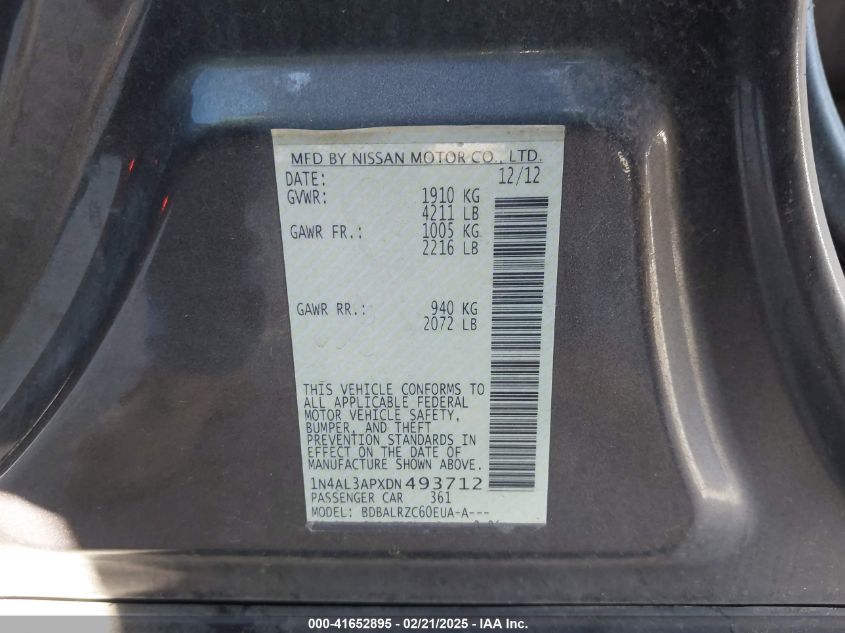 MFD BY NISSAN MOTOR CO., LTD.
DATE: 12/12
GVWR: 1910 KG
4211 LB
GAWR FR.: 1005 KG
2216 LB
GAWR RR.: 940 KG
2072 LB
THIS VEHICLE CONFORMS TO
ALL APPLICABLE FEDERAL
MOTOR VEHICLE SAFETY,
BUMPER, AND THEFT
PREVENTION STANDARDS IN
EFFECT ON THE DATE OF
MANUFACTURE SHOWN ABOVE.
1N4AL3APXDN493712
PASSENGER CAR 361
MODEL: BDBALRZC60EUA-A---
000-41652895 - 02/21/2025 - IAA Inc.